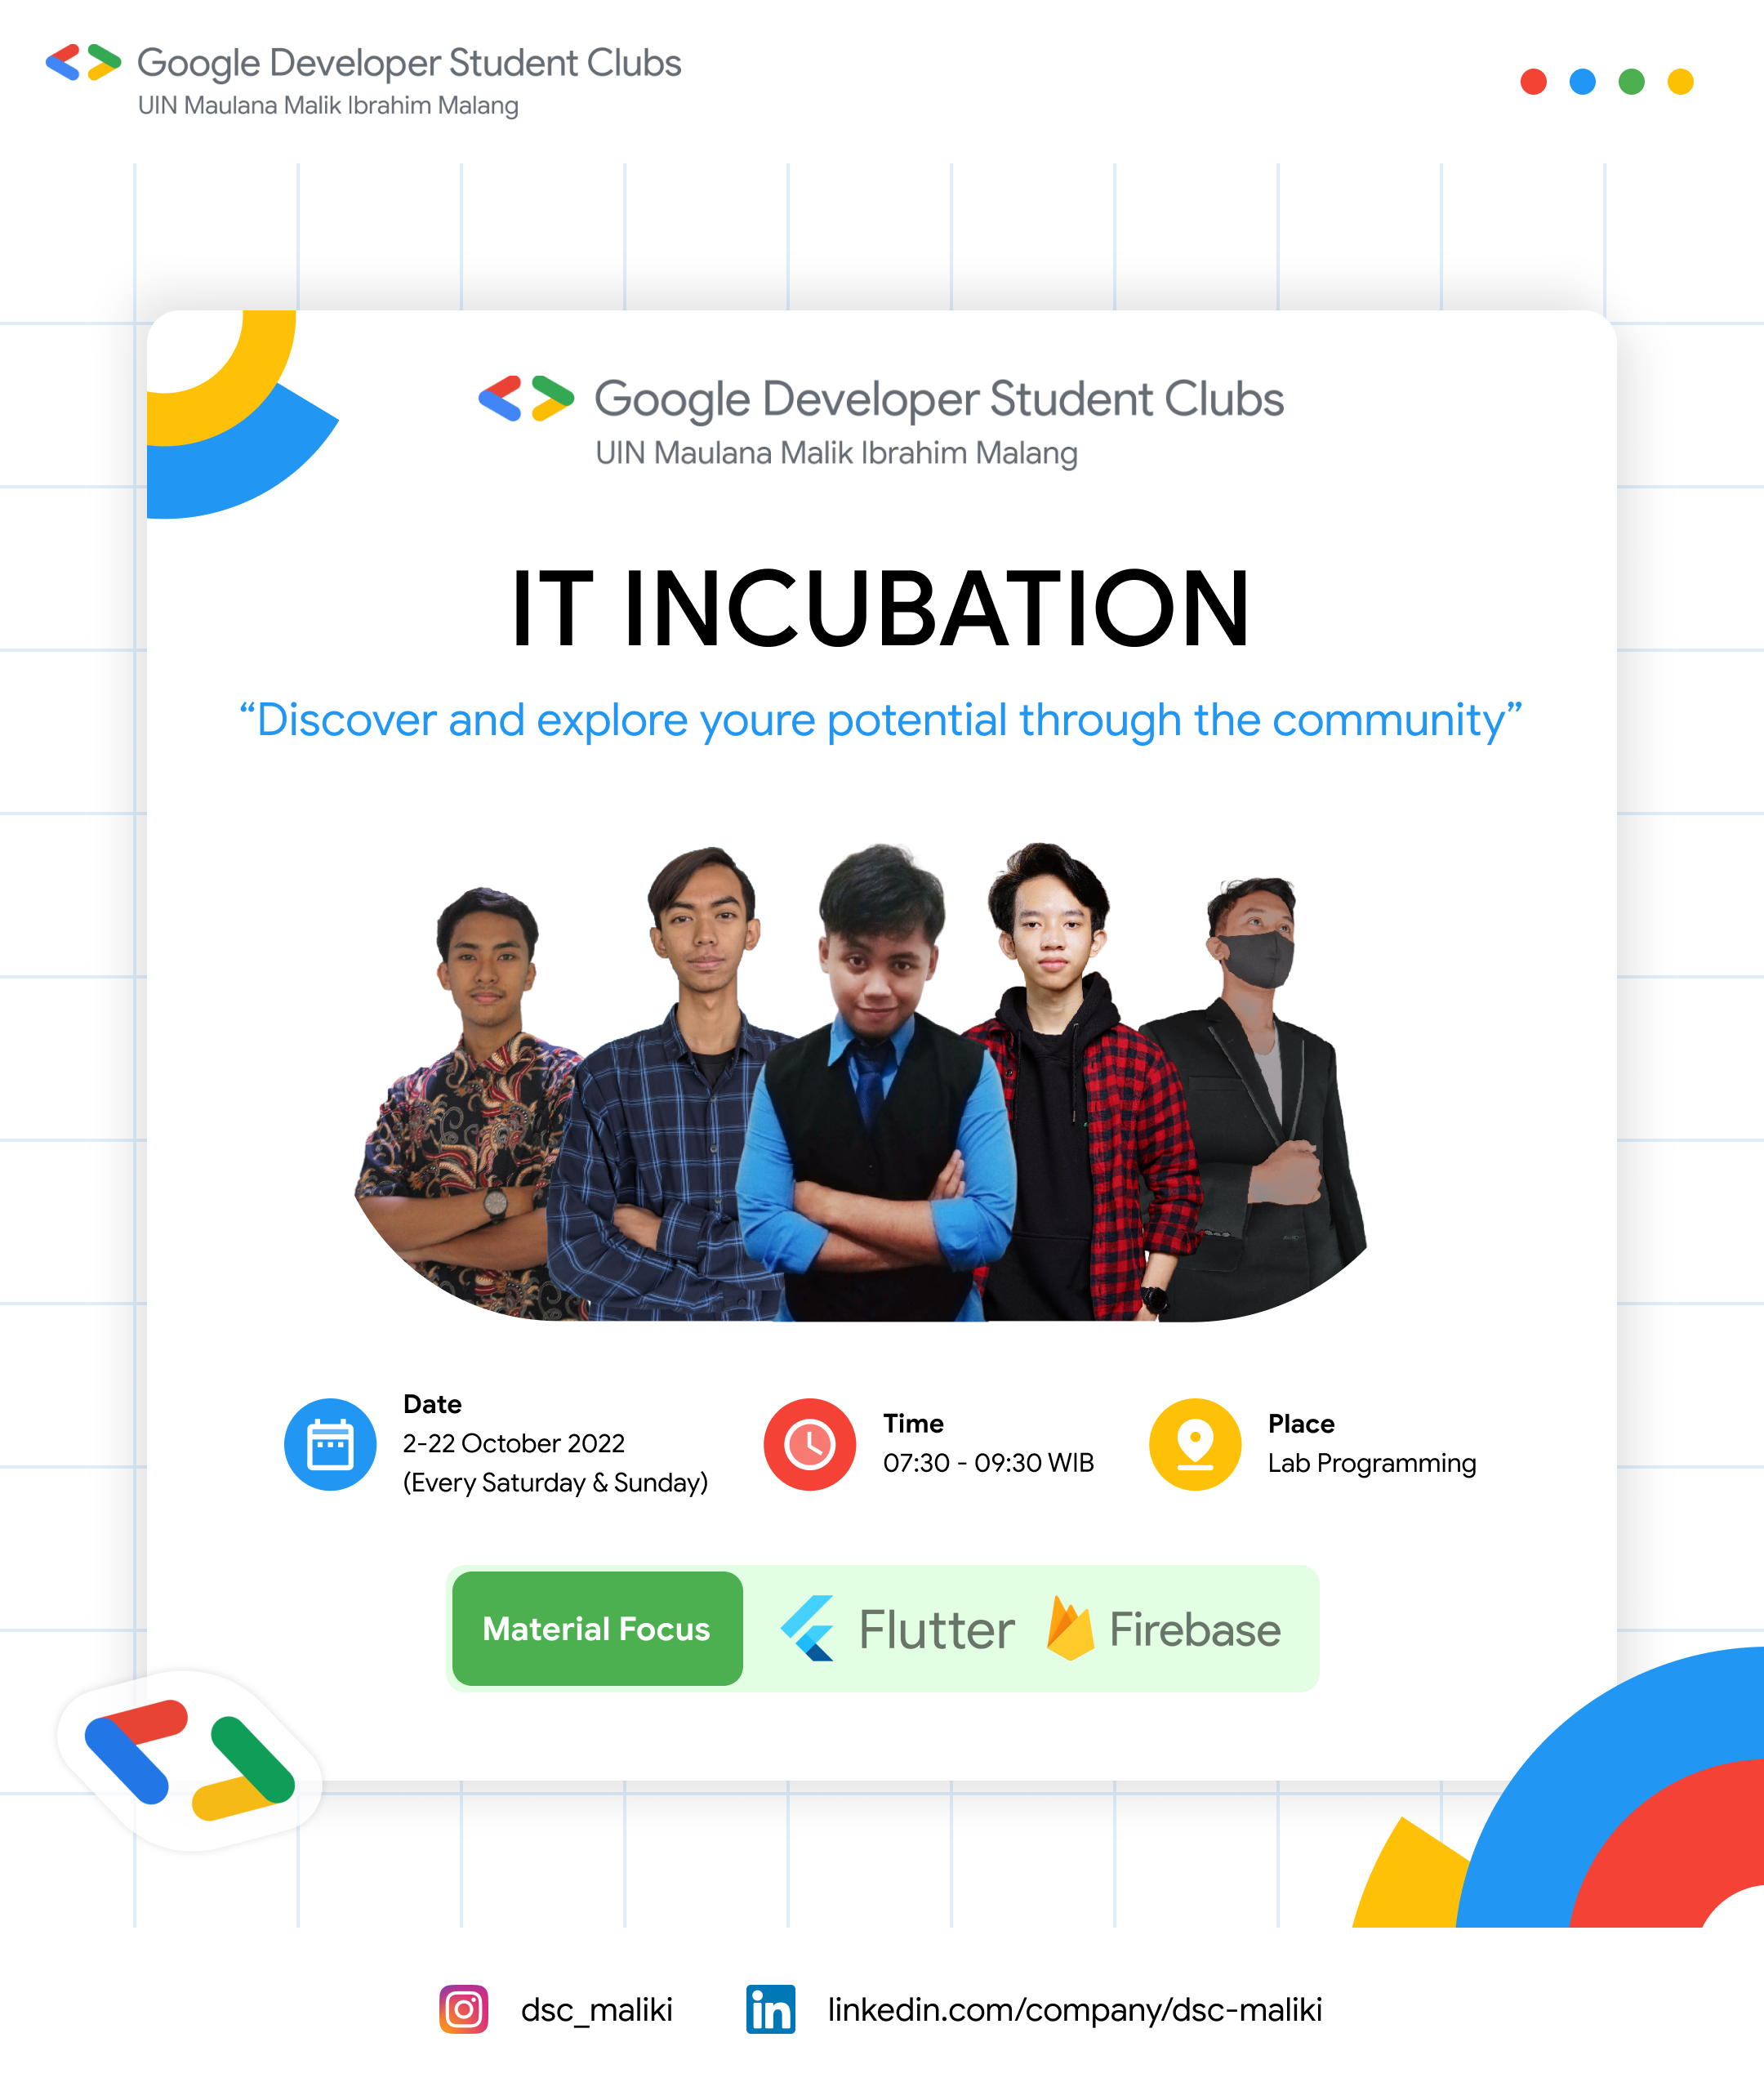 Google Developer Student Clubs
UIN Maulana Malik Ibrahim Malang
Google Developer Student Clubs
UIN Maulana Malik Ibrahim Malang
IT INCUBATION
“Discover and explore youre potential through the community”
Date
2-22 October 2022
(Every Saturday & Sunday)
Time
07:30 - 09:30 WIB
Place
Lab Programming
Material Focus
Flutter
Firebase
dsc_maliki
linkedin.com/company/dsc-maliki